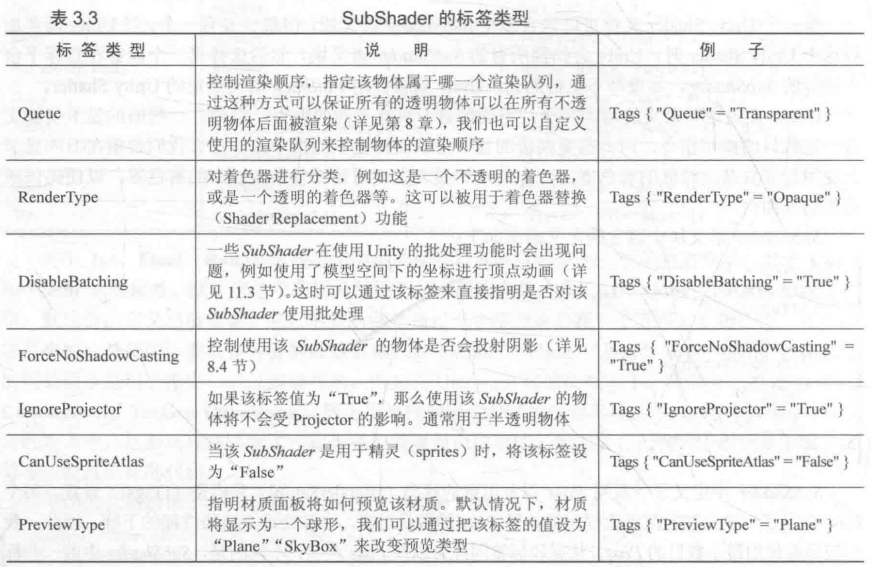 表 3.3
SubShader 的标签类型
标 签 类 型
说 明
例 子
Queue
控制渲染顺序，指定该物体属于哪一个渲染队列，通
过这种方式可以保证所有的透明物体可以在所有不透
明物体后面被渲染（详见第 8 章），我们也可以自定义
使用的渲染队列来控制物体的渲染顺序
Tags { "Queue" = "Transparent" }
RenderType
对着色器进行分类，例如这是一个不透明的着色器，
或是一个透明的着色器等。这可以被用于着色器替换
（Shader Replacement）功能
Tags { "RenderType" = "Opaque" }
DisableBatching
一些 SubShader 在使用 Unity 的批处理功能时会出现问
题，例如使用了模型空间下的坐标进行顶点动画（详
见 11.3 节）。这时可以通过该标签来直接指明是否对该
SubShader 使用批处理
Tags { "DisableBatching" = "True" }
ForceNoShadowCasting
控制使用该 SubShader 的物体是否会投射阴影（详见
8.4 节）
Tags { "ForceNoShadowCasting" =
"True" }
IgnoreProjector
如果该标签值为“True”，那么使用该 SubShader 的物
体将不会受 Projector 的影响。通常用于半透明物体
Tags { "IgnoreProjector" = "True" }
CanUseSpriteAtlas
当该 SubShader 是用于精灵（sprites）时，将该标签设
为“False”
Tags { "CanUseSpriteAtlas" = "False" }
PreviewType
指明材质面板将如何预览该材质。默认情况下，材质
将显示为一个球形，我们可以通过把该标签的值设为
“Plane”“SkyBox”来改变预览类型
Tags { "PreviewType" = "Plane" }